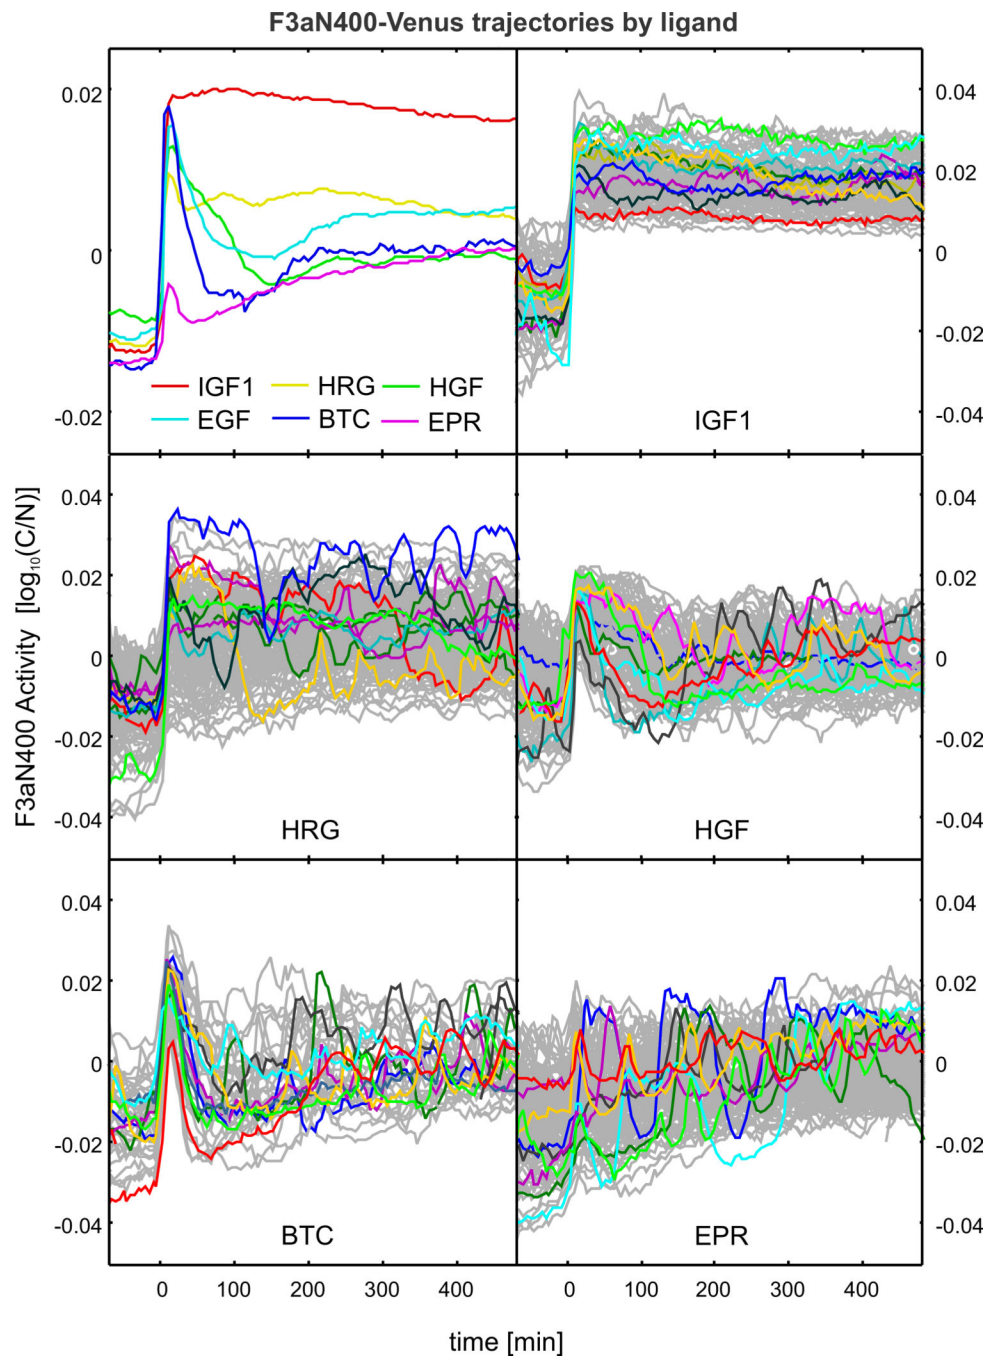 F3aN400-Venus trajectories by ligand
0.02
0
-0.02
IGF1 HRG HGF
EGF BTC EPR
0.04
0.02
0
-0.02
-0.04
IGF1
F3aN400 Activity [log₁₀(C/N)]
0.04
0.02
0
-0.02
-0.04
HRG
0.04
0.02
0
-0.02
-0.04
HGF
0.04
0.02
0
-0.02
-0.04
BTC
0.04
0.02
0
-0.02
-0.04
EPR
0 100 200 300 400
0 100 200 300 400
time [min]